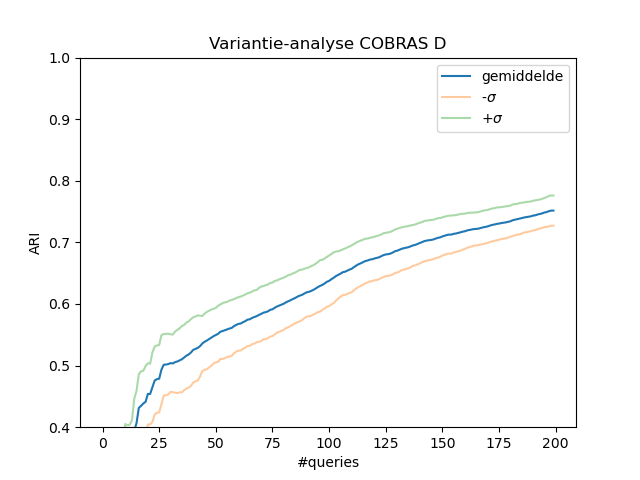 Variantie-analyse COBRAS D
gemiddelde
-σ
+σ
ARI
1.0
0.9
0.8
0.7
0.6
0.5
0.4
0 25 50 75 100 125 150 175 200
#queries